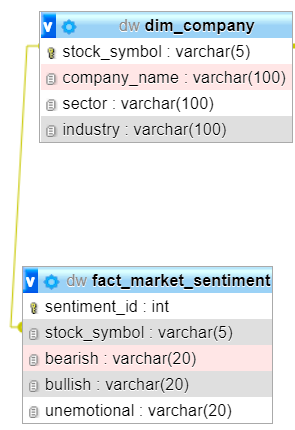 v dw dim_company
stock_symbol : varchar(5)
company_name : varchar(100)
sector : varchar(100)
industry : varchar(100)
v dw fact_market_sentiment
sentiment_id : int
stock_symbol : varchar(5)
bearish : varchar(20)
bullish : varchar(20)
unemotional : varchar(20)